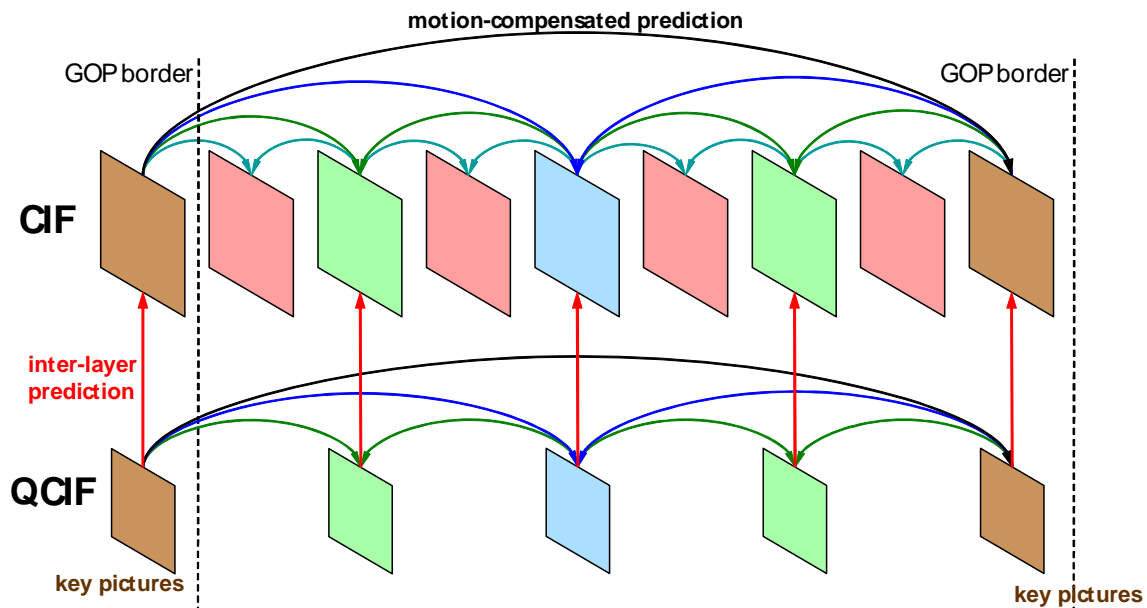 motion-compensated prediction
GOP border
GOP border
CIF
inter-layer
prediction
QCIF
key pictures
key pictures